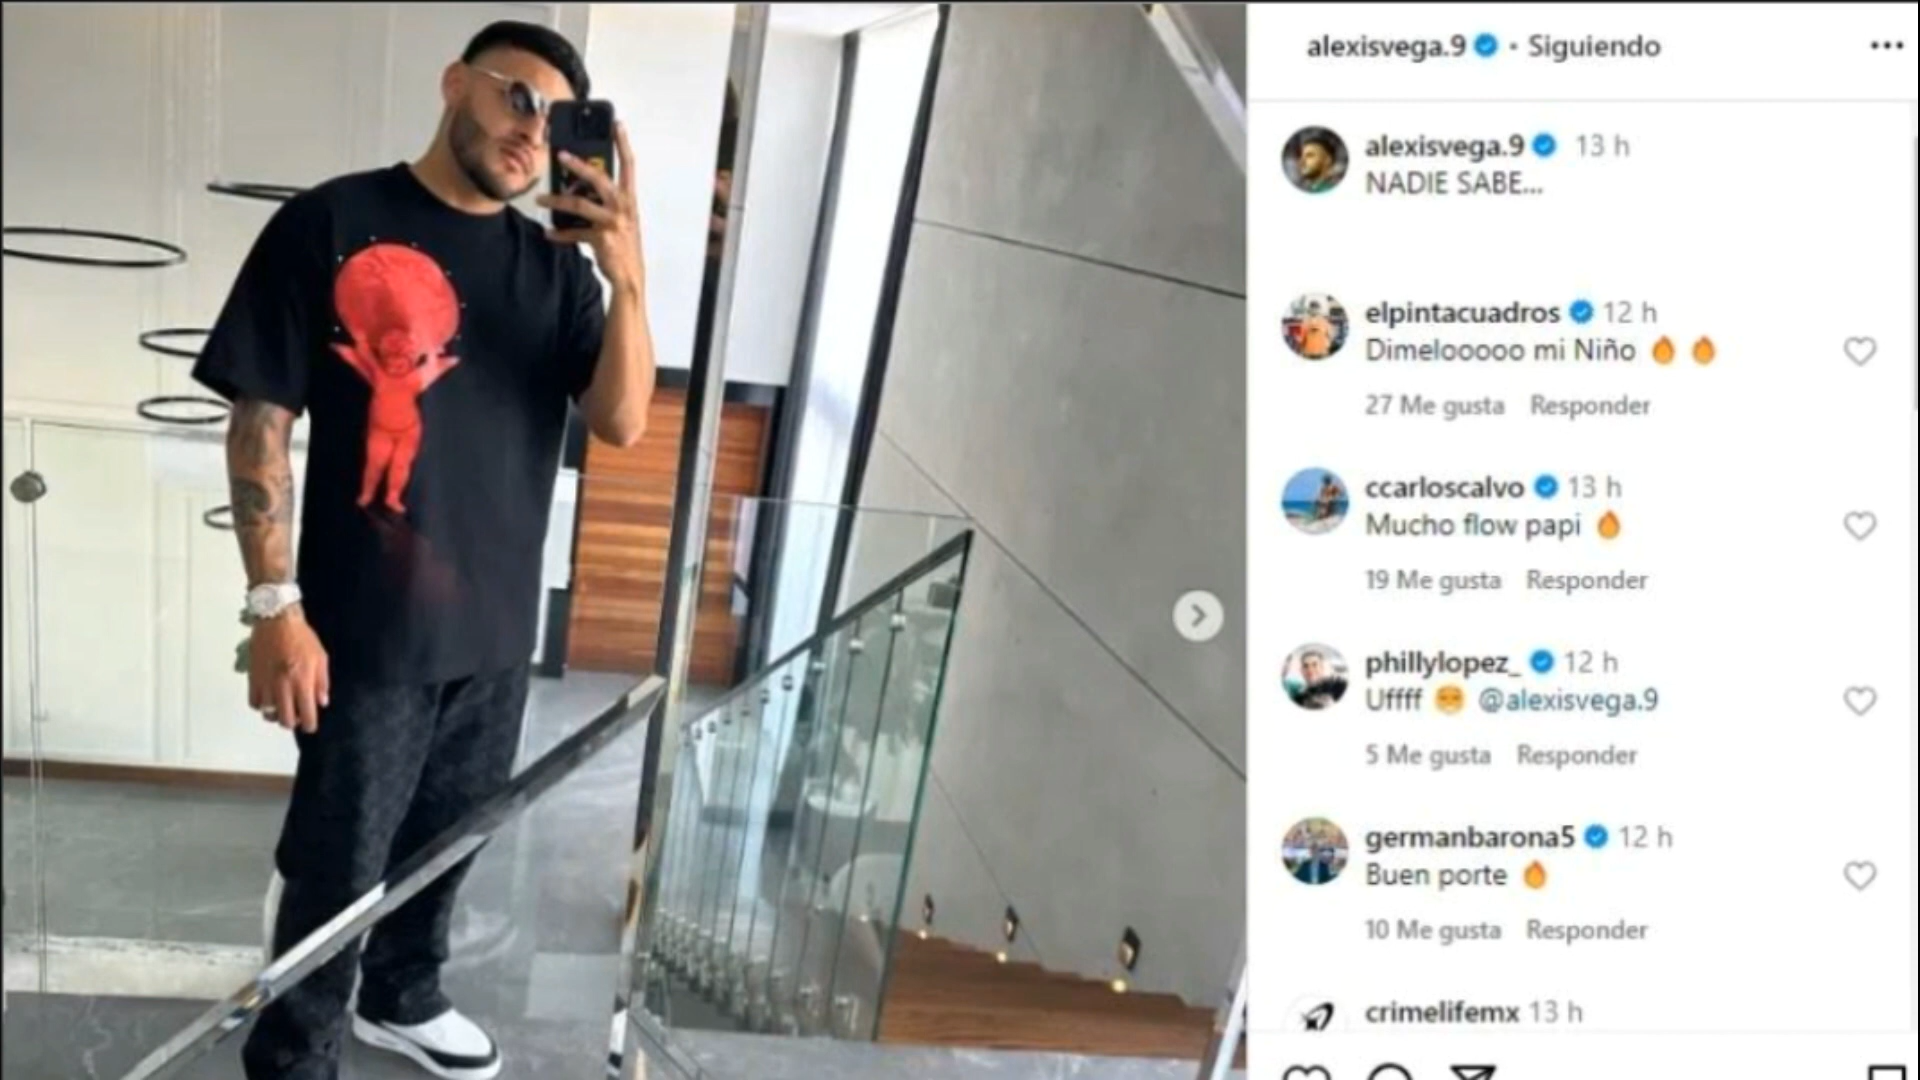 alexisvega.9 • Siguiendo
alexisvega.9 13 h
NADIE SABE...
elpintacuadros 12 h
Dimelooooo mi Niño 🔥 🔥
27 Me gusta Responder
ccarloscalvo 13 h
Mucho flow papi 🔥
19 Me gusta Responder
phillylopez_ 12 h
Uffff 😁 @alexisvega.9
5 Me gusta Responder
germanbarona5 12 h
Buen porte 🔥
10 Me gusta Responder
crimelifemx 13 h